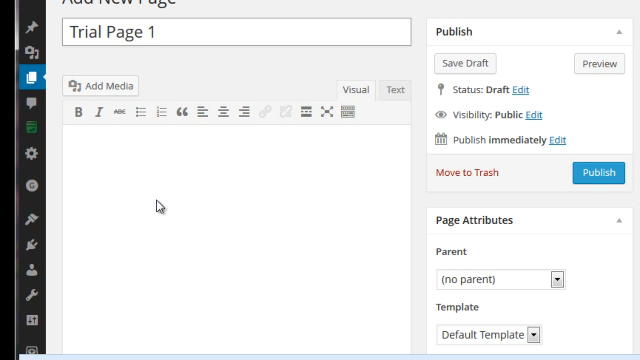 Add New Page
Trial Page 1
Add Media
Visual
Text
B
I
ABC
Publish
Save Draft
Preview
Status: Draft Edit
Visibility: Public Edit
Publish immediately Edit
Move to Trash
Publish
Page Attributes
Parent
(no parent)
Template
Default Template